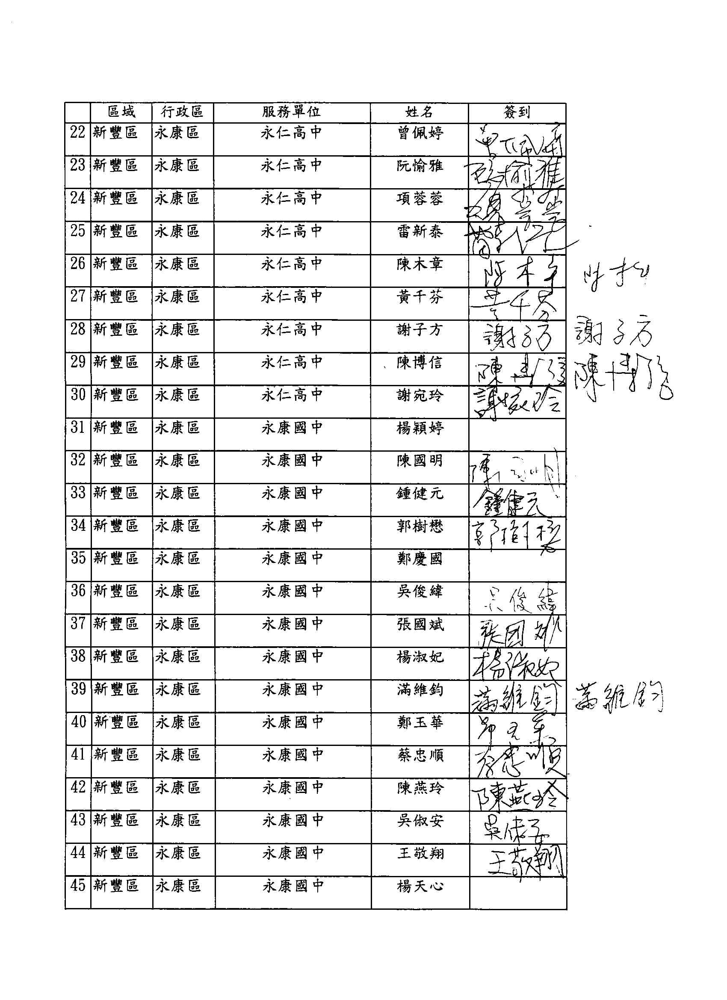 區域 行政區 服務單位 姓名 簽到
22 新豐區 永康區 永仁高中 曾佩婷 曾佩婷
23 新豐區 永康區 永仁高中 阮愉雅 阮愉雅
24 新豐區 永康區 永仁高中 項蓉蓉 項蓉蓉
25 新豐區 永康區 永仁高中 雷新泰
26 新豐區 永康區 永仁高中 陳木章 陳木章
27 新豐區 永康區 永仁高中 黃千芬 黃千芬
28 新豐區 永康區 永仁高中 謝子方 謝子方 謝子方
29 新豐區 永康區 永仁高中 陳博信 陳博信 陳博信
30 新豐區 永康區 永仁高中 謝宛玲 謝宛玲
31 新豐區 永康區 永康國中 楊穎婷
32 新豐區 永康區 永康國中 陳國明 陳國明
33 新豐區 永康區 永康國中 鍾健元 鍾健元
34 新豐區 永康區 永康國中 郭樹懋 郭樹懋
35 新豐區 永康區 永康國中 鄭慶國
36 新豐區 永康區 永康國中 吳俊緯 吳俊緯
37 新豐區 永康區 永康國中 張國斌 張國斌
38 新豐區 永康區 永康國中 楊淑妃 楊淑妃
39 新豐區 永康區 永康國中 滿維鈞 滿維鈞 滿維鈞
40 新豐區 永康區 永康國中 鄭玉華 鄭玉華
41 新豐區 永康區 永康國中 蔡忠順 蔡忠順
42 新豐區 永康區 永康國中 陳燕玲 陳燕玲
43 新豐區 永康區 永康國中 吳俶安 吳俶安
44 新豐區 永康區 永康國中 王敬翔 王敬翔
45 新豐區 永康區 永康國中 楊天心